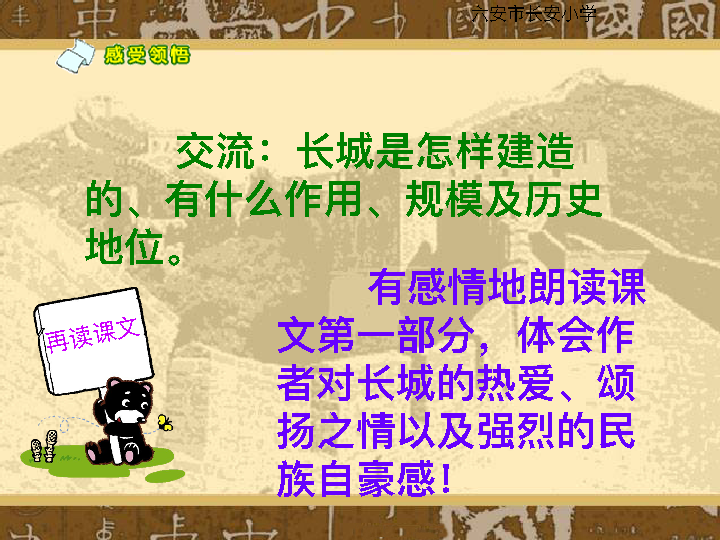 六安市长安小学
感受领悟
交流：长城是怎样建造
的、有什么作用、规模及历史
地位。
有感情地朗读课
文第一部分，体会作
者对长城的热爱、颂
扬之情以及强烈的民
族自豪感！
再读课文